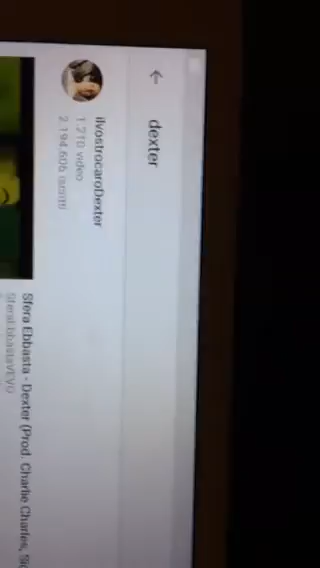 dexter
ilvostrocaroDexter
1.210 video
2.194.606 iscritti
Sfera Ebbasta - Dexter (Prod. Charlie Charles,
SferaEbbastaVEVO